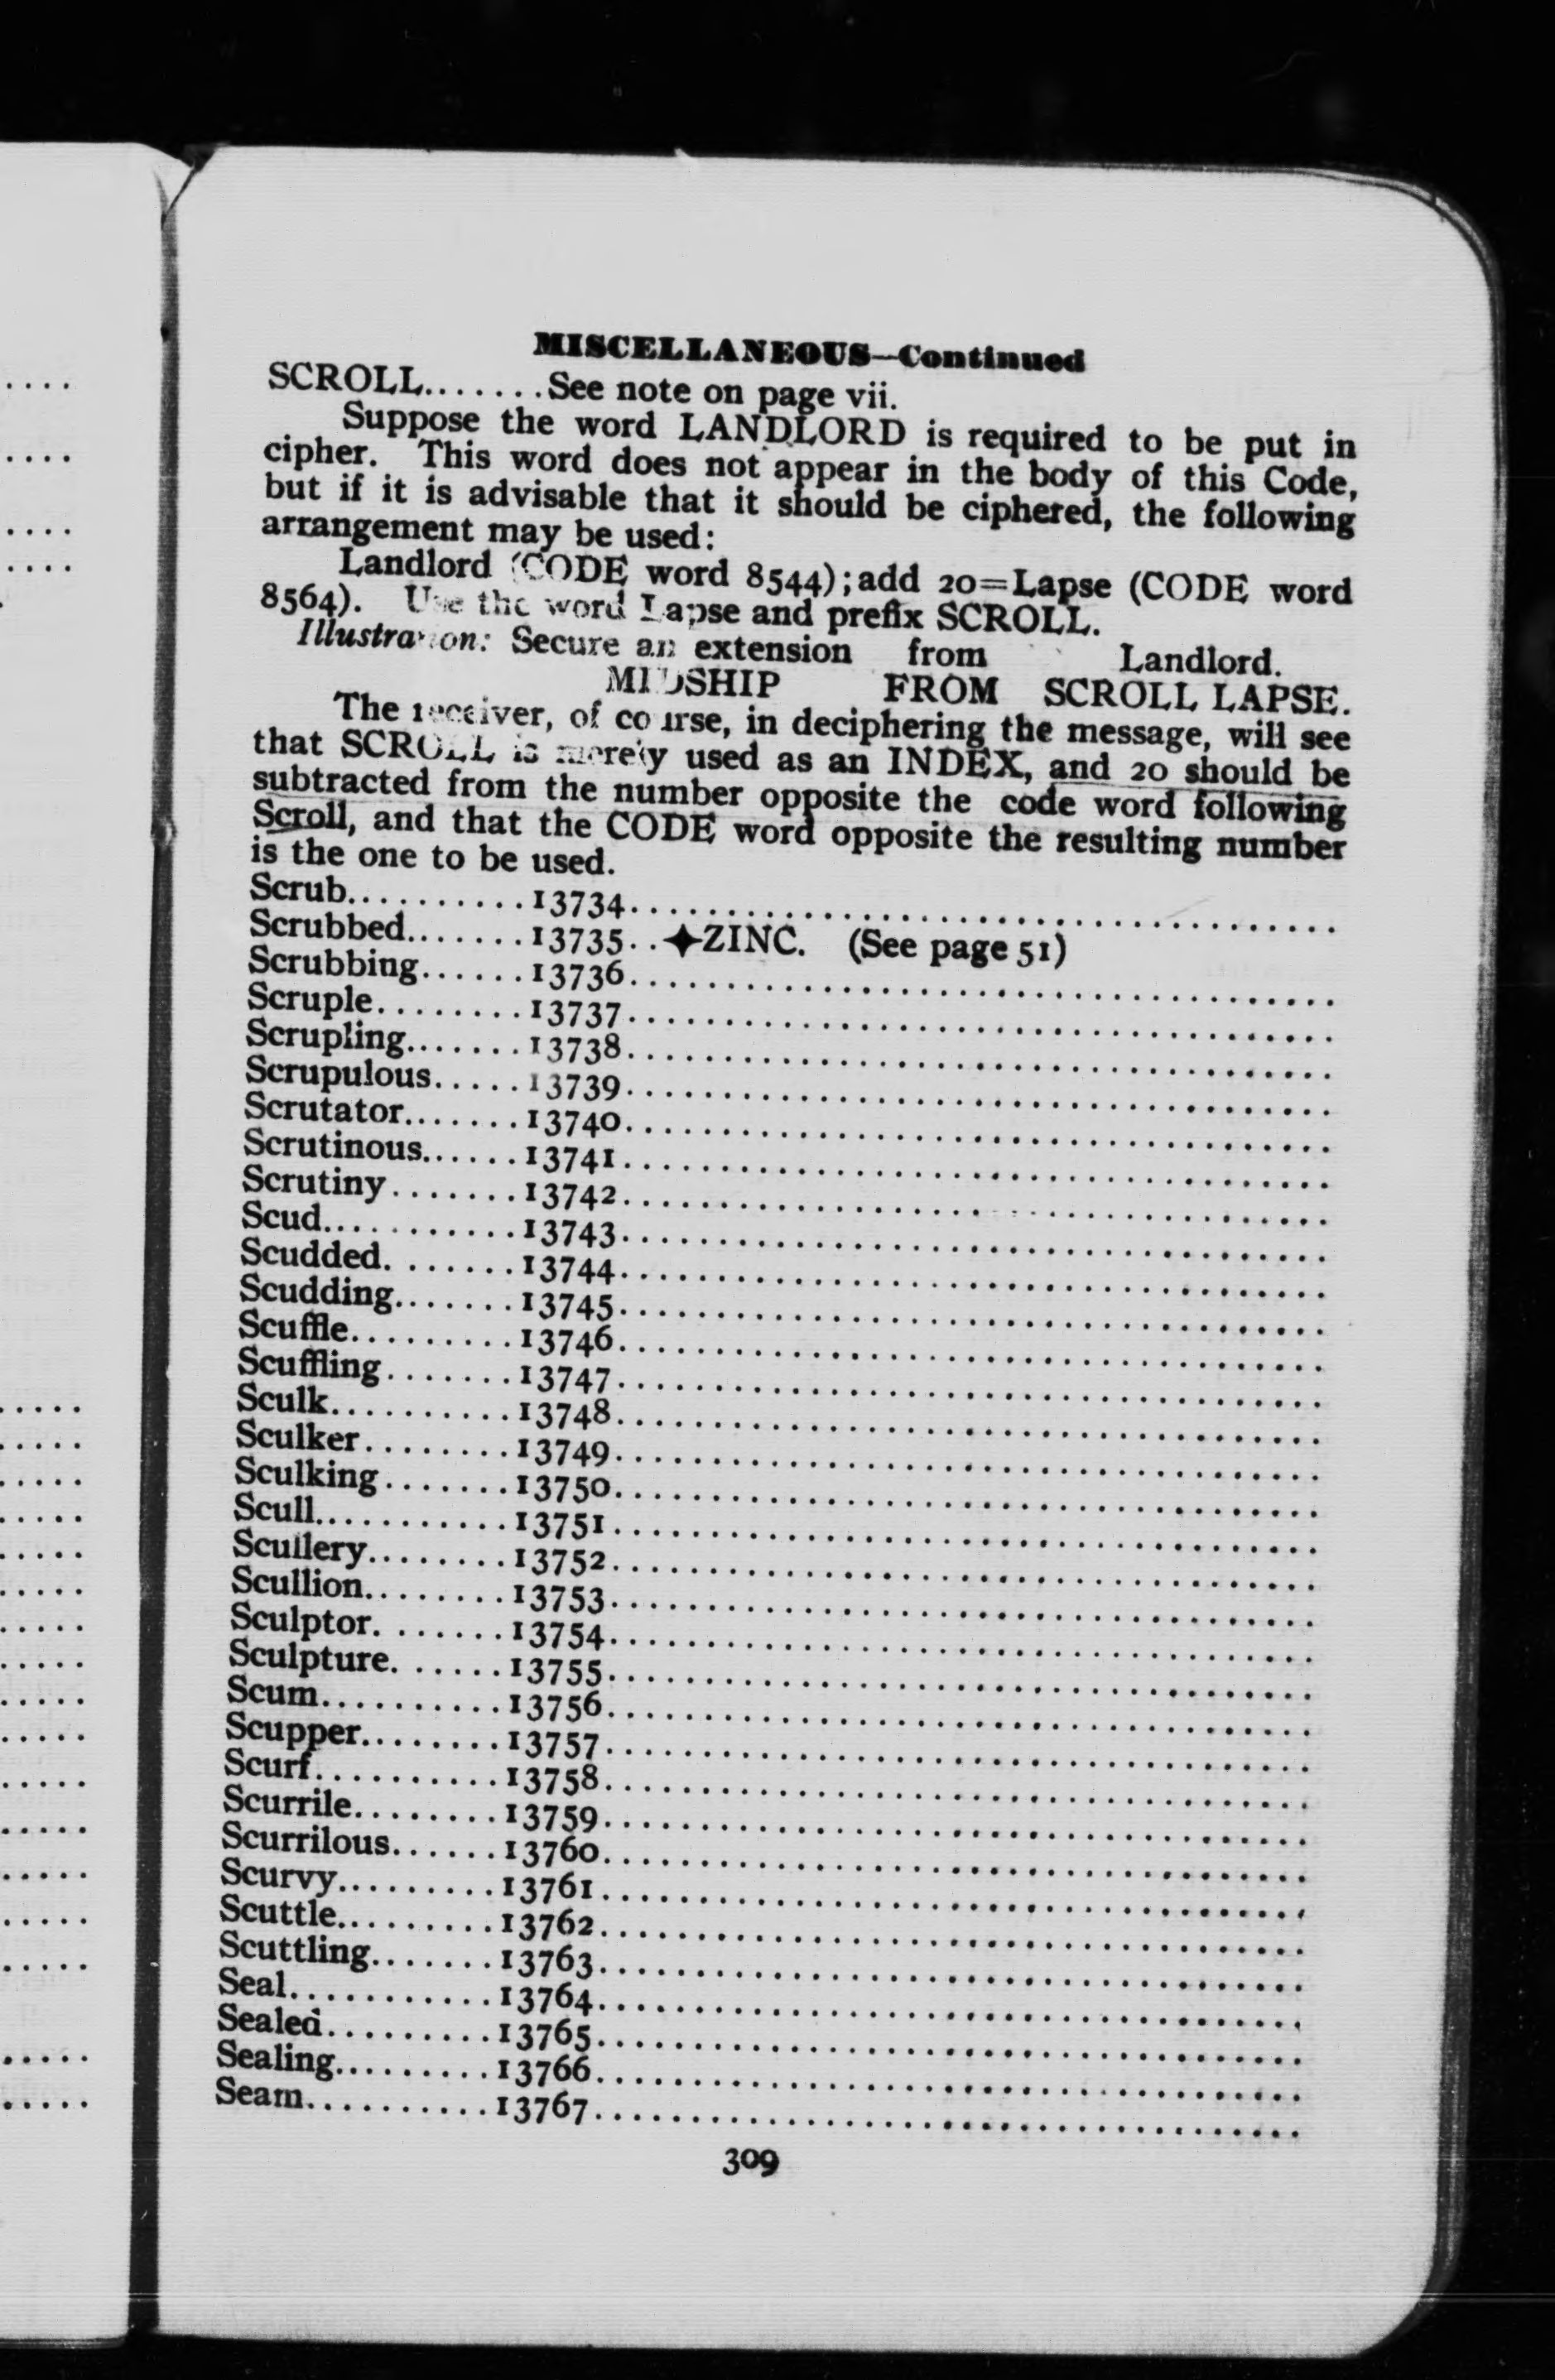 MISCELLANEOUS—Continued
SCROLL.......See note on page vii.
Suppose the word LANDLORD is required to be put in
cipher. This word does not appear in the body of this Code,
but if it is advisable that it should be ciphered, the following
arrangement may be used:
Landlord (CODE word 8544); add 20=Lapse (CODE word
8564). Use the word Lapse and prefix SCROLL.
Illustration: Secure an extension from Landlord.
MIDSHIP FROM SCROLL LAPSE.
The receiver, of course, in deciphering the message, will see
that SCROLL is merely used as an INDEX, and 20 should be
subtracted from the number opposite the code word following
Scroll, and that the CODE word opposite the resulting number
is the one to be used.
Scrub..........13734....................................
Scrubbed.......13735..✦ZINC. (See page 51)
Scrubbing......13736....................................
Scruple........13737....................................
Scrupling.......13738....................................
Scrupulous.....13739....................................
Scrutator.......13740....................................
Scrutinous......13741....................................
Scrutiny.......13742....................................
Scud............13743....................................
Scudded. ......13744....................................
Scudding.......13745....................................
Scuffle.........13746....................................
Scuffling.......13747....................................
Sculk..........13748....................................
Sculker........13749....................................
Sculking.......13750....................................
Scull...........13751....................................
Scullery........13752....................................
Scullion........13753....................................
Sculptor. ......13754....................................
Sculpture. .....13755....................................
Scum..........13756....................................
Scupper........13757....................................
Scurf..........13758....................................
Scurrile........13759....................................
Scurrilous......13760....................................
Scurvy.........13761....................................
Scuttle.........13762....................................
Scuttling.......13763....................................
Seal...........13764....................................
Sealed.........13765....................................
Sealing.........13766....................................
Seam..........13767....................................
309